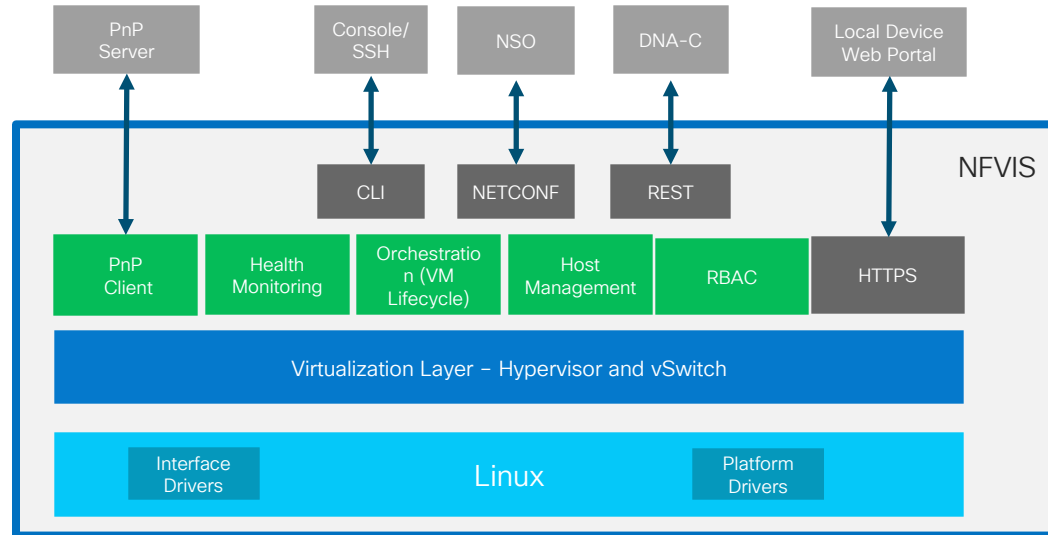 PnP
Server
Console/
SSH
NSO
DNA-C
Local Device
Web Portal
NFVIS
CLI
NETCONF
REST
PnP
Client
Health
Monitoring
Orchestratio
n (VM
Lifecycle)
Host
Management
RBAC
HTTPS
Virtualization Layer – Hypervisor and vSwitch
Interface
Drivers
Linux
Platform
Drivers